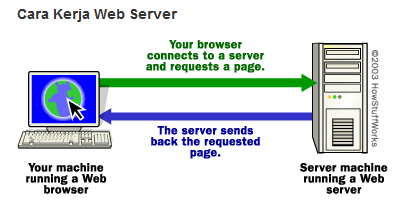 Cara Kerja Web Server
Your browser
connects to a server
and requests a page.
©2003 HowStuffWorks
The server sends
back the requested
page.
Your machine
running a Web
browser
Server machine
running a Web
server